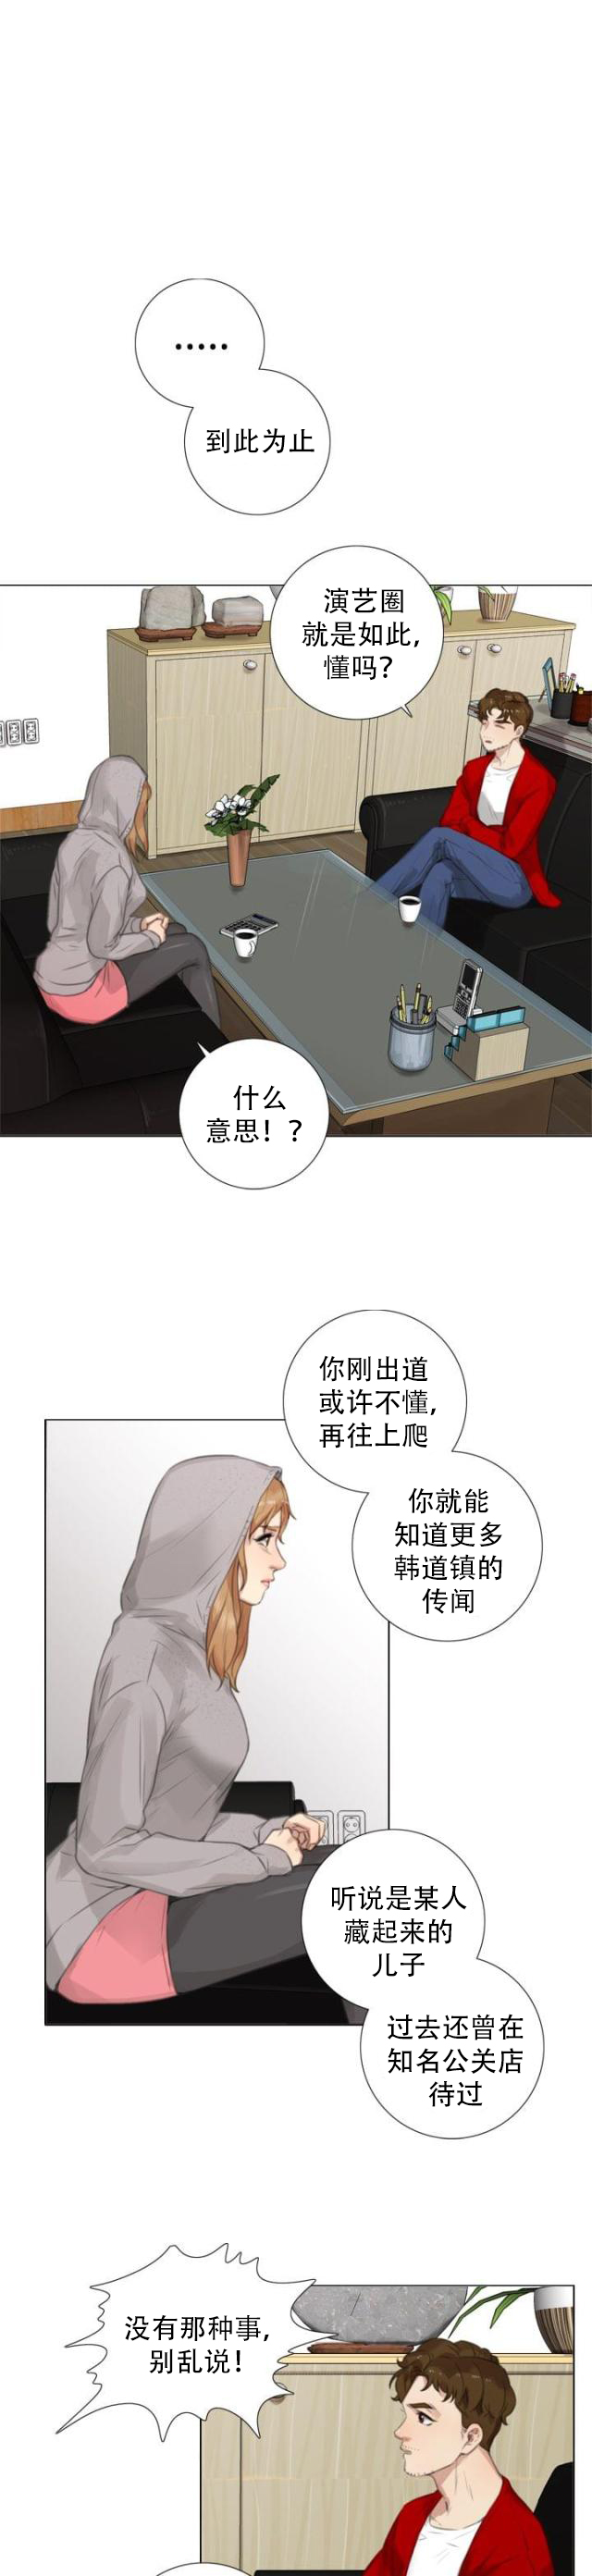 .....
到此为止
演艺圈
就是如此,
懂吗?
什么
意思!?
你刚出道
或许不懂,
再往上爬
你就能
知道更多
韩道镇的
传闻
听说是某人
藏起来的
儿子
过去还曾在
知名公关店
待过
没有那种事,
别乱说!